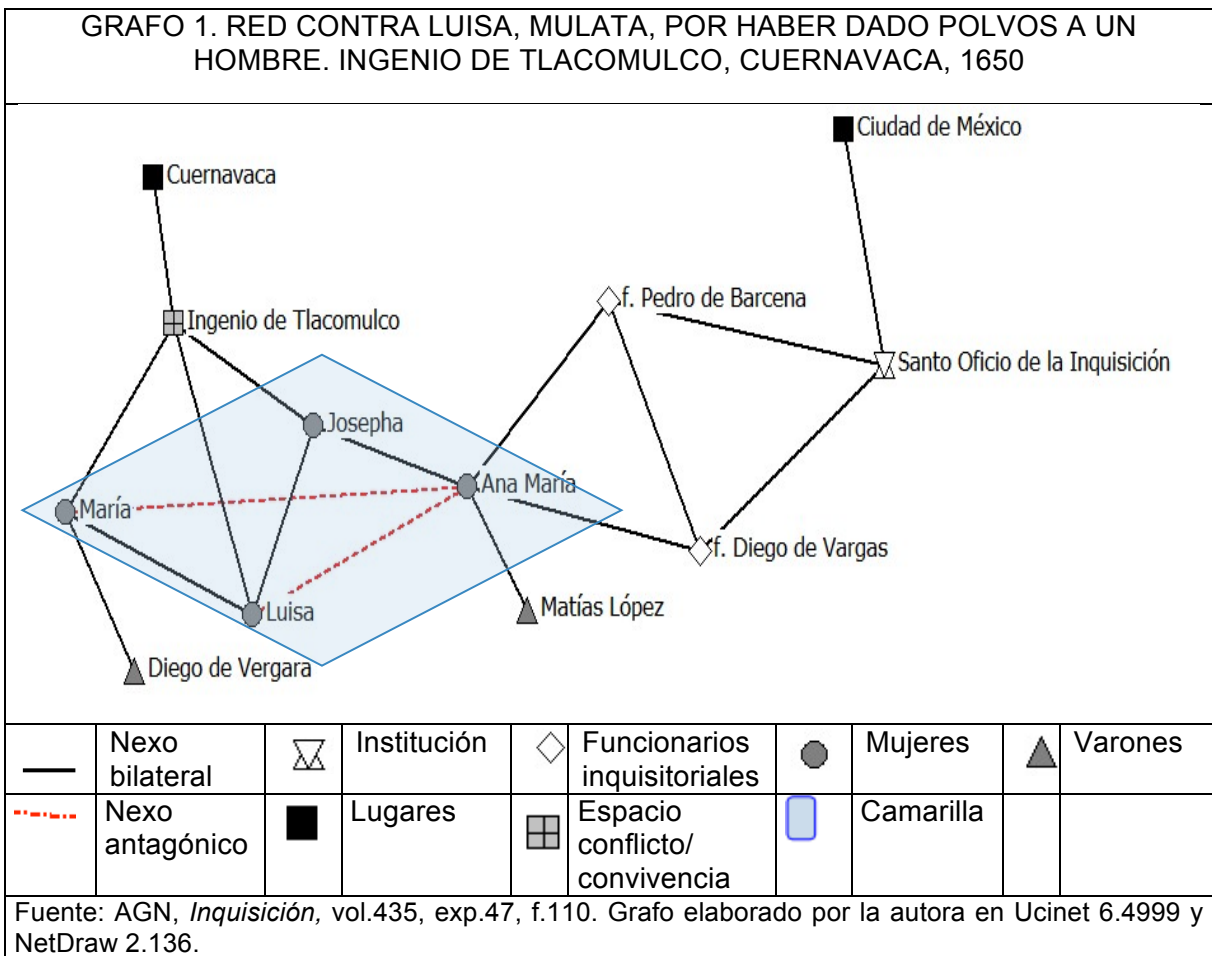 GRAFO 1. RED CONTRA LUISA, MULATA, POR HABER DADO POLVOS A UN
HOMBRE. INGENIO DE TLACOMULCO, CUERNAVACA, 1650
Ciudad de México
Cuernavaca
f. Pedro de Barcena
Ingenio de Tlacomulco
Santo Oficio de la Inquisición
Josepha
Ana María
María
f. Diego de Vargas
Luisa
Matías López
Diego de Vergara
Nexo
bilateral
Institución
Funcionarios
inquisitoriales
Mujeres
Varones
Nexo
antagónico
Lugares
Espacio
conflicto/
convivencia
Camarilla
Fuente: AGN, Inquisición, vol.435, exp.47, f.110. Grafo elaborado por la autora en Ucinet 6.4999 y
NetDraw 2.136.